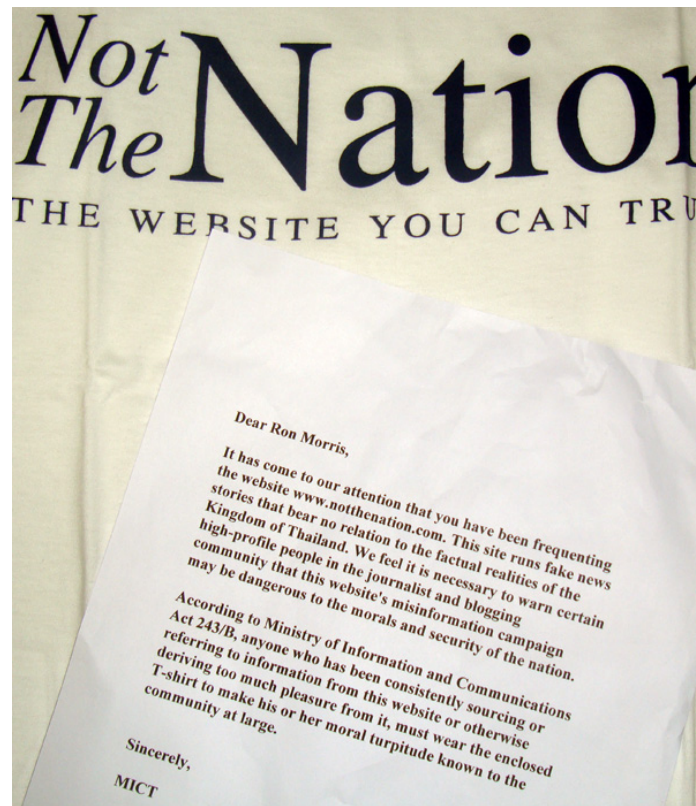 Not
The Nation
THE WEBSITE YOU CAN TRU
Dear Ron Morris,
It has come to our attention that you have been frequenting
the website www.notthenation.com. This site runs fake news
stories that bear no relation to the factual realities of the
Kingdom of Thailand. We feel it is necessary to warn certain
high-profile people in the journalist and blogging
community that this website's misinformation campaign
may be dangerous to the morals and security of the nation.
According to Ministry of Information and Communications
Act 243/B, anyone who has been consistently sourcing or
referring to information from this website or otherwise
deriving too much pleasure from it, must wear the enclosed
T-shirt to make his or her moral turpitude known to the
community at large.
Sincerely,
MICT